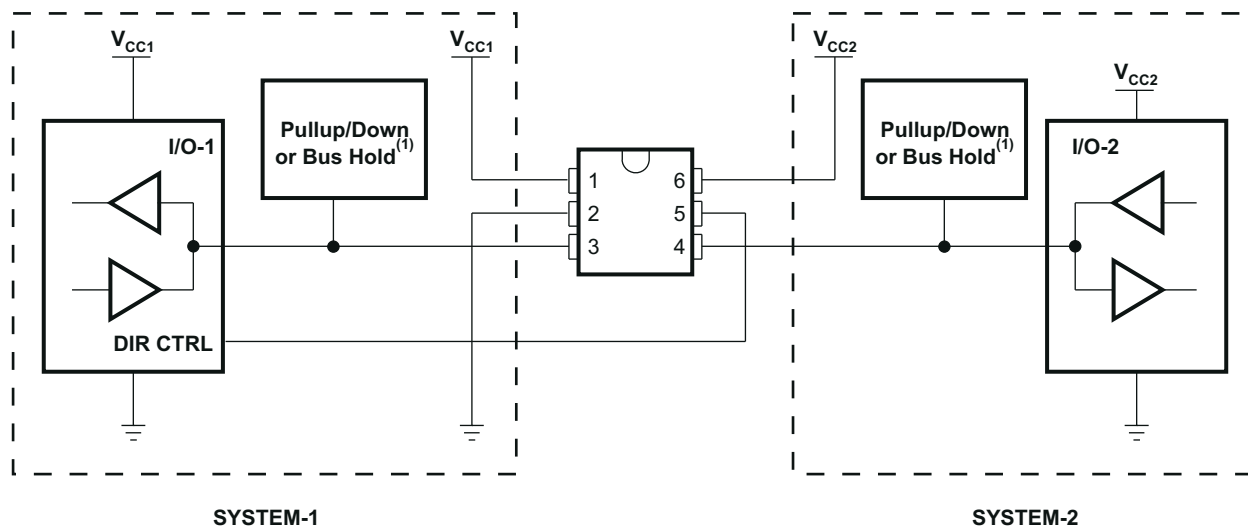 VCC1
VCC1
VCC2
VCC2
Pullup/Down
or Bus Hold(1)
Pullup/Down
or Bus Hold(1)
I/O-1
I/O-2
1
6
2
5
3
4
DIR CTRL
SYSTEM-1
SYSTEM-2